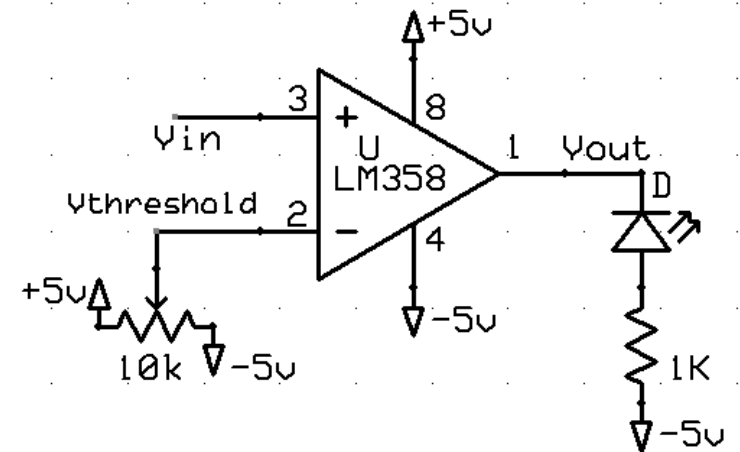 +5v
3
8
+
Vin
U
1
Vout
LM358
D
Vthreshold
2
-
4
+5v
-5v
10k
-5v
1K
-5v